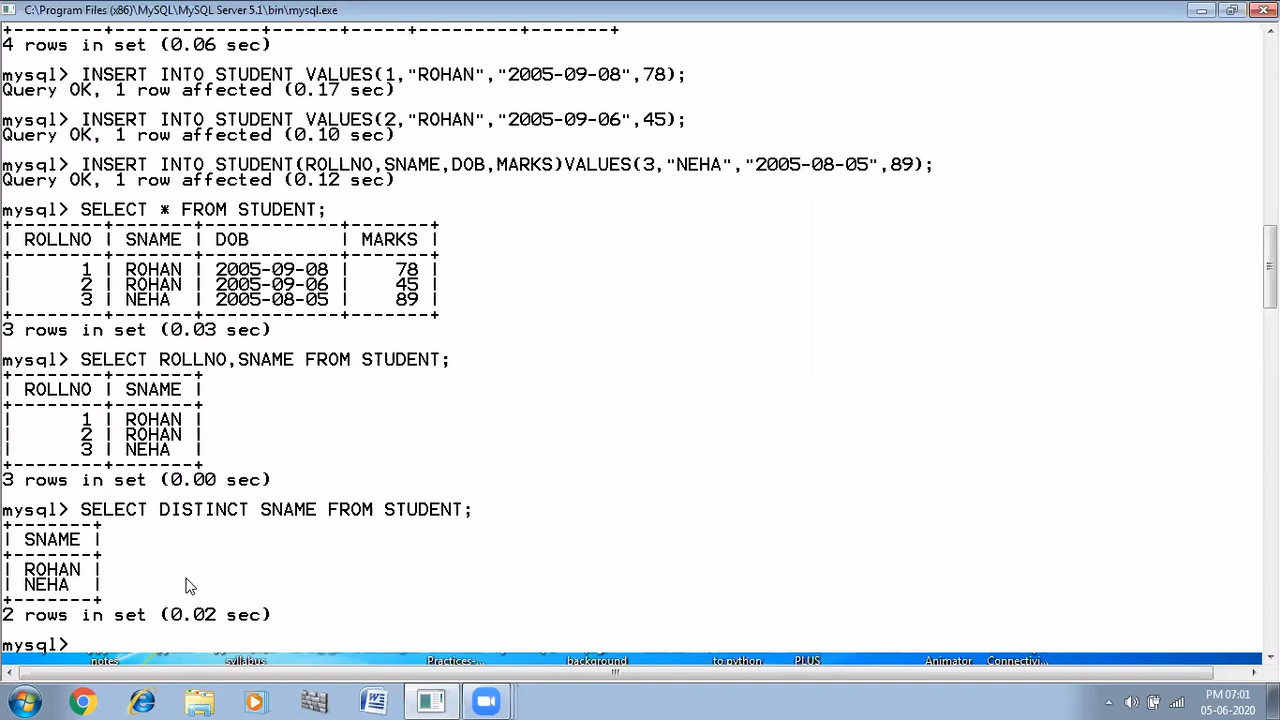 C:\Program Files (x86)\MySQL\MySQL Server 5.1\bin\mysql.exe
+--------+--------------+------+-----+---------+-------+
4 rows in set (0.06 sec)
mysql> INSERT INTO STUDENT VALUES(1,"ROHAN","2005-09-08",78);
Query OK, 1 row affected (0.17 sec)
mysql> INSERT INTO STUDENT VALUES(2,"ROHAN","2005-09-06",45);
Query OK, 1 row affected (0.10 sec)
mysql> INSERT INTO STUDENT(ROLLNO,SNAME,DOB,MARKS)VALUES(3,"NEHA","2005-08-05",89);
Query OK, 1 row affected (0.12 sec)
mysql> SELECT * FROM STUDENT;
+--------+-------+------------+-------+
| ROLLNO | SNAME | DOB        | MARKS |
+--------+-------+------------+-------+
|      1 | ROHAN | 2005-09-08 |    78 |
|      2 | ROHAN | 2005-09-06 |    45 |
|      3 | NEHA  | 2005-08-05 |    89 |
+--------+-------+------------+-------+
3 rows in set (0.03 sec)
mysql> SELECT ROLLNO,SNAME FROM STUDENT;
+--------+-------+
| ROLLNO | SNAME |
+--------+-------+
|      1 | ROHAN |
|      2 | ROHAN |
|      3 | NEHA  |
+--------+-------+
3 rows in set (0.00 sec)
mysql> SELECT DISTINCT SNAME FROM STUDENT;
+-------+
| SNAME |
+-------+
| ROHAN |
| NEHA  |
+-------+
2 rows in set (0.02 sec)
mysql>
notes syllabus Practices-... background to python PLUS Animator Connectivi...
PM 07:01
05-06-2020